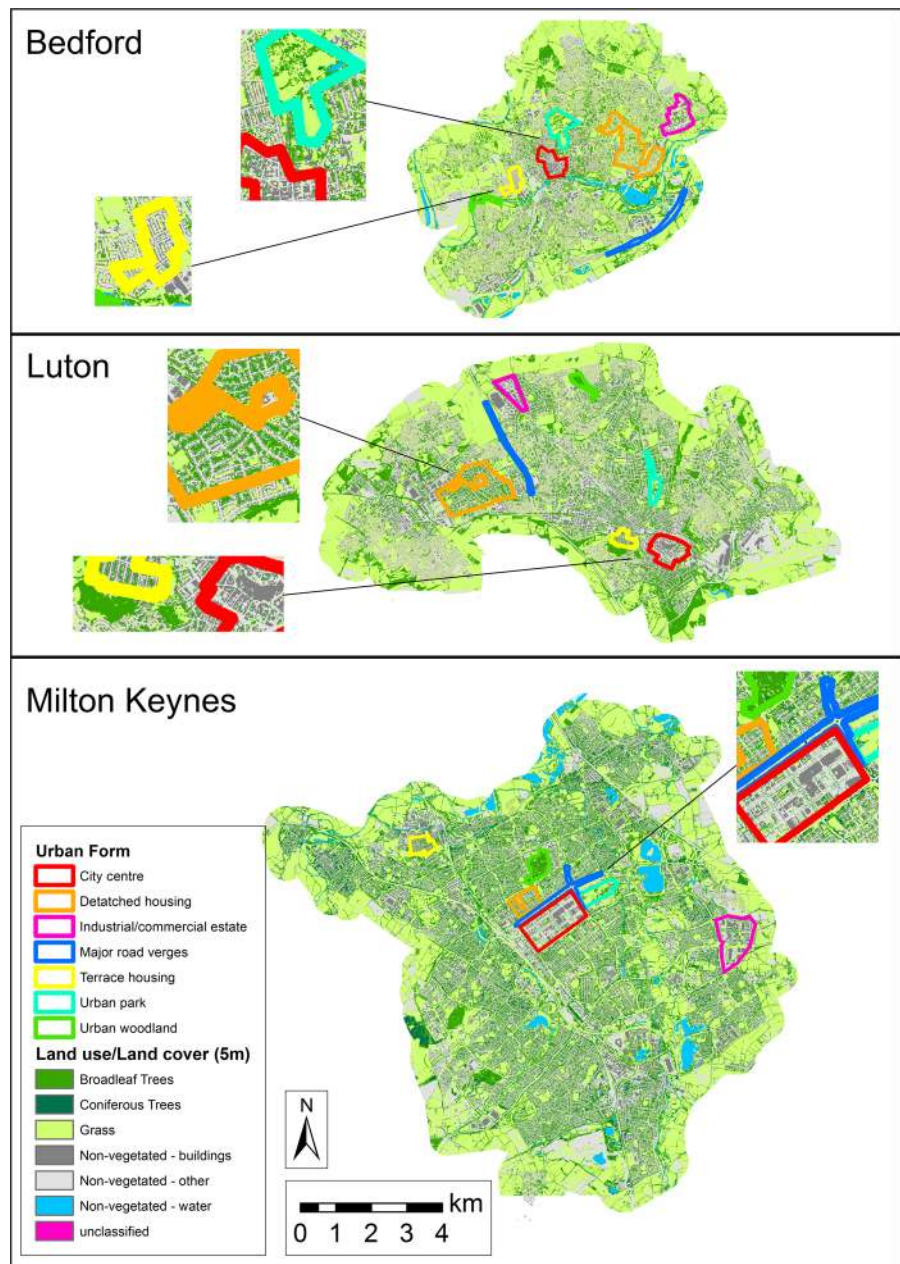 Bedford
Luton
Milton Keynes
Urban Form
City centre
Detatched housing
Industrial/commercial estate
Major road verges
Terrace housing
Urban park
Urban woodland
Land use/Land cover (5m)
Broadleaf Trees
Coniferous Trees
Grass
Non-vegetated - buildings
Non-vegetated - other
Non-vegetated - water
unclassified
N
km
0 1 2 3 4